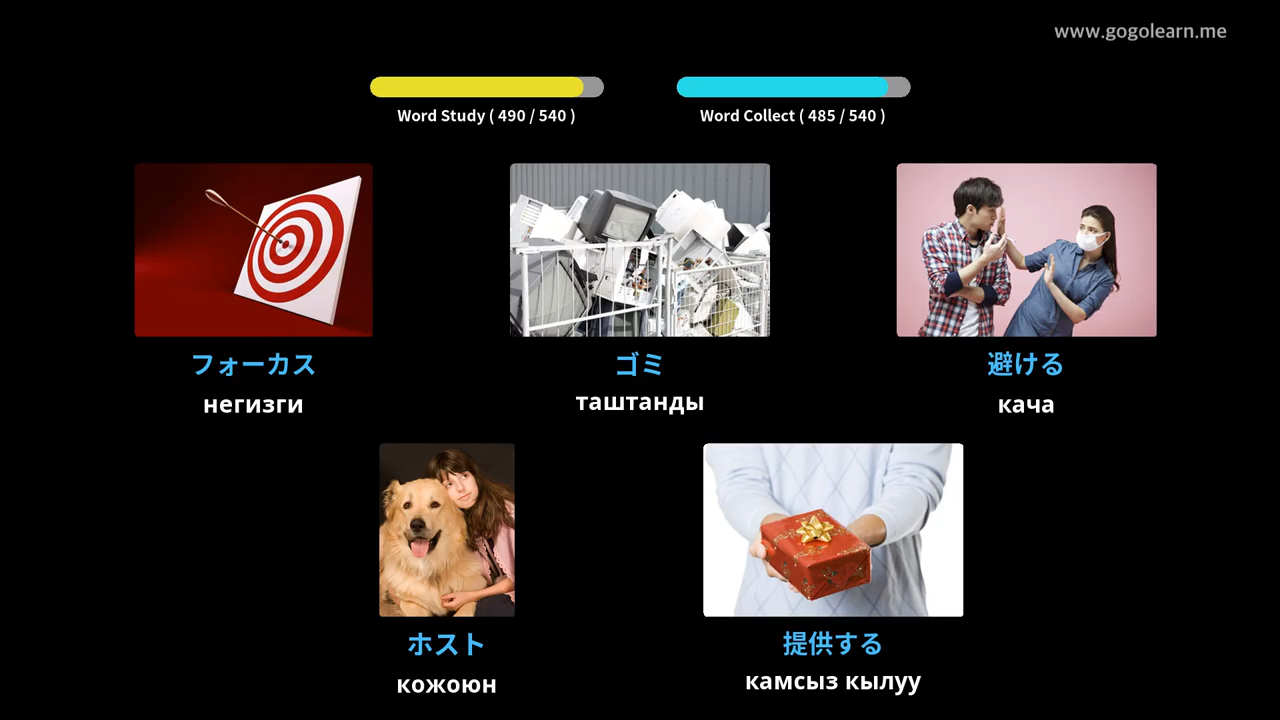 www.gogolearn.me
Word Study ( 490 / 540 )
Word Collect ( 485 / 540 )
フォーカス
негизги
ゴミ
таштанды
避ける
кача
ホスト
кожоюн
提供する
камсыз кылуу